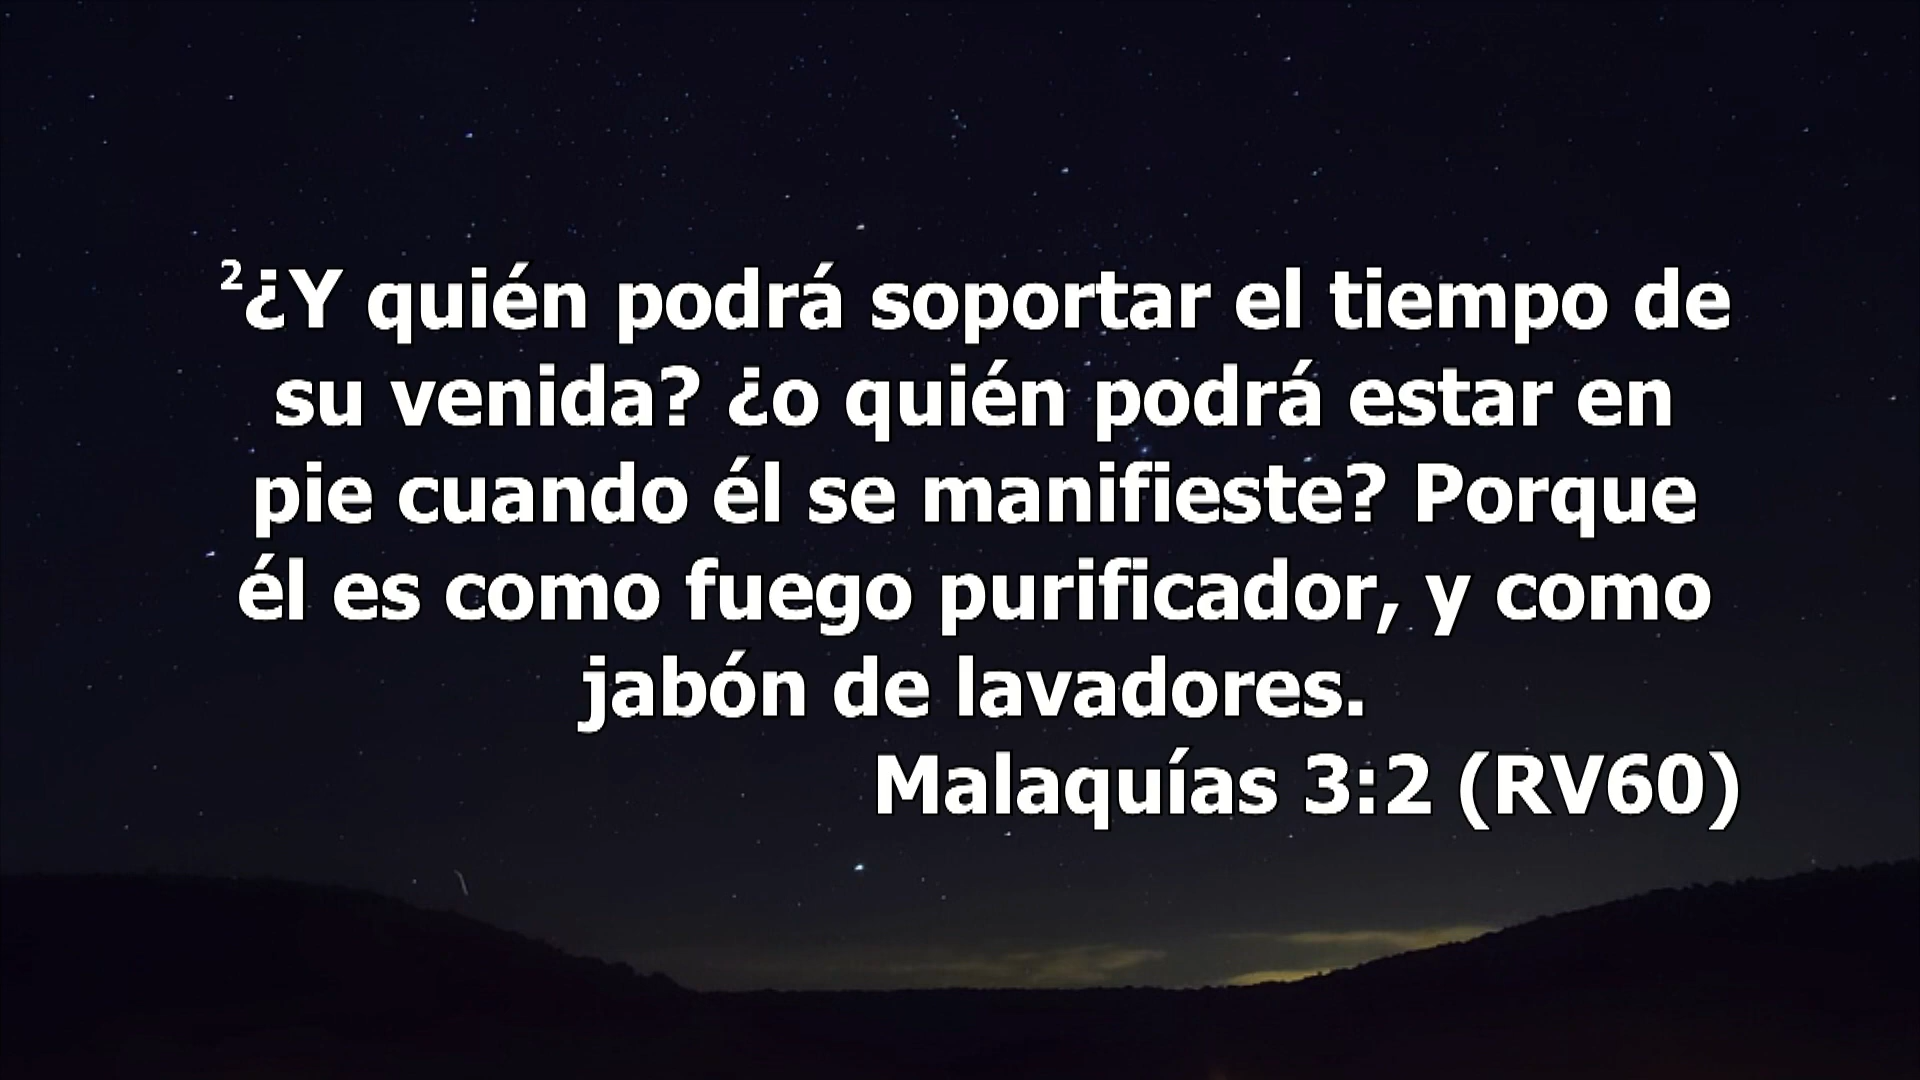 ²¿Y quién podrá soportar el tiempo de
su venida? ¿o quién podrá estar en
pie cuando él se manifieste? Porque
él es como fuego purificador, y como
jabón de lavadores.
Malaquías 3:2 (RV60)